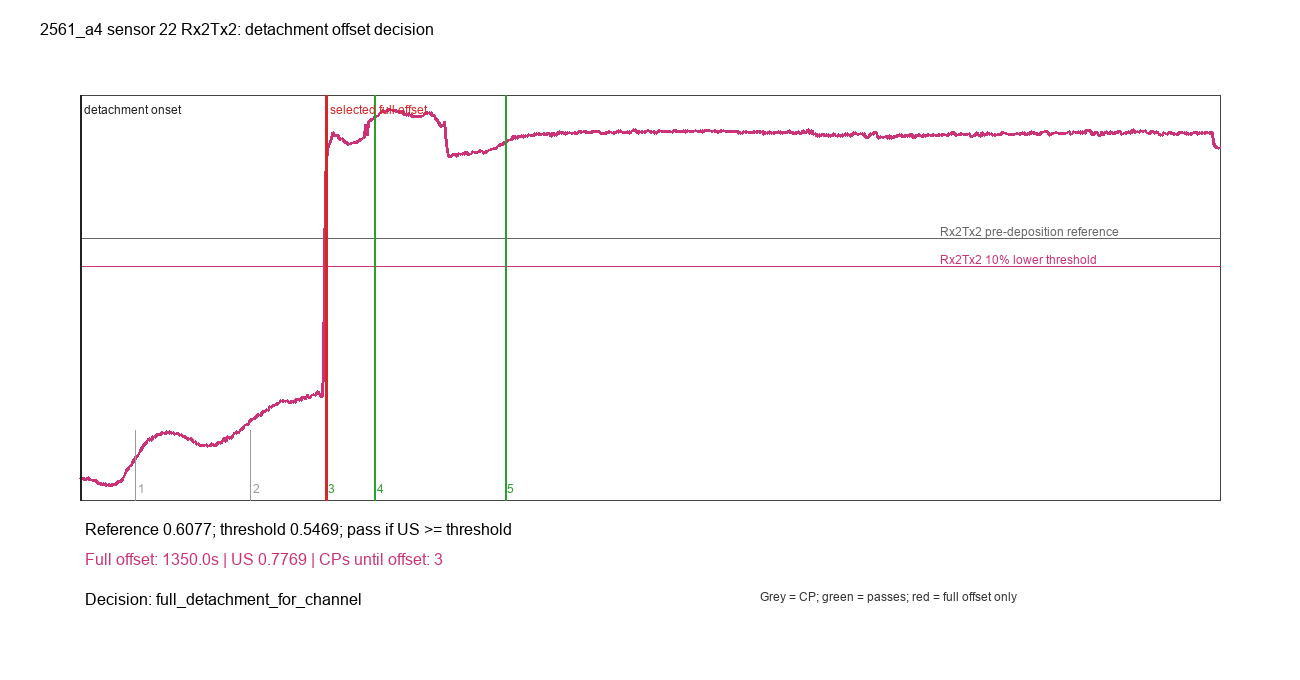 2561_a4 sensor 22 Rx2Tx2: detachment offset decision
detachment onset
selected full offset
Rx2Tx2 pre-deposition reference
Rx2Tx2 10% lower threshold
1
2
3
4
5
Reference 0.6077; threshold 0.5469; pass if US >= threshold
Full offset: 1350.0s | US 0.7769 | CPs until offset: 3
Decision: full_detachment_for_channel
Grey = CP; green = passes; red = full offset only